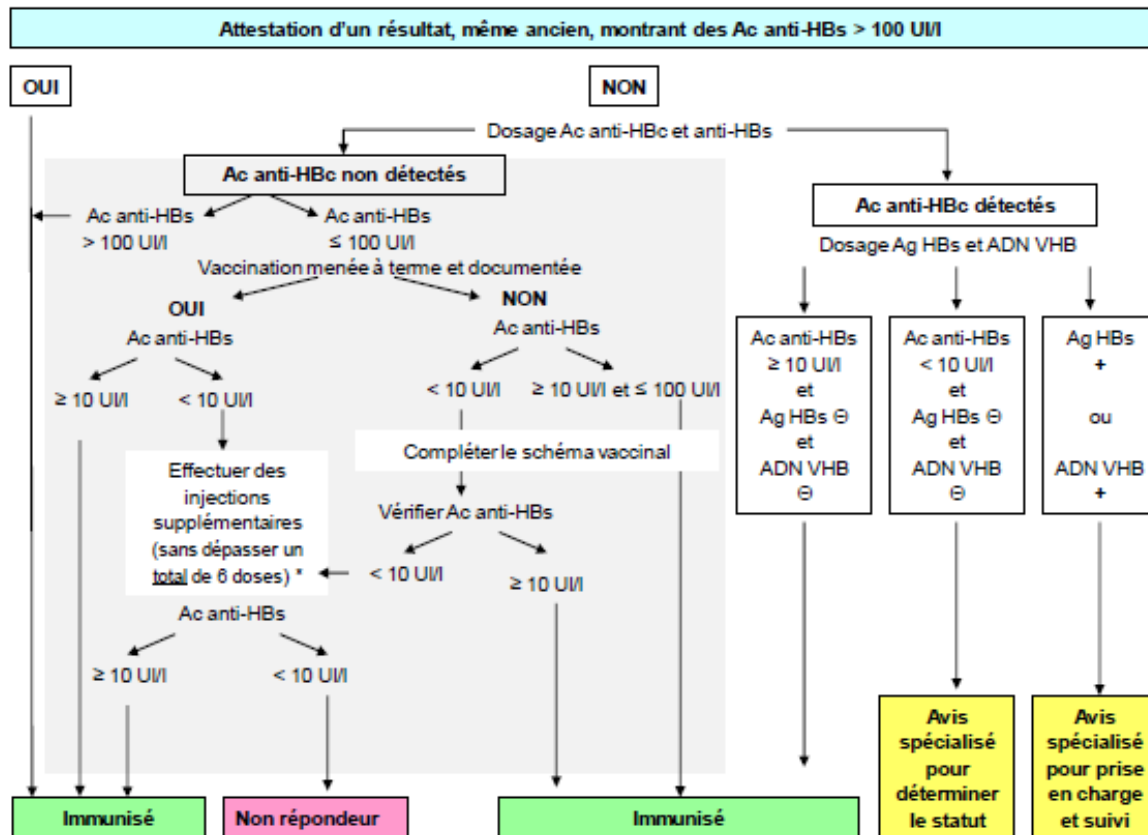 Attestation d'un résultat, même ancien, montrant des Ac anti-HBs > 100 UI/l
OUI
NON
Dosage Ac anti-HBc et anti-HBs
Ac anti-HBc non détectés
Ac anti-HBs
> 100 UI/l
Ac anti-HBs
≤ 100 UI/l
Vaccination menée à terme et documentée
OUI
Ac anti-HBs
NON
Ac anti-HBs
≥ 10 UI/l
< 10 UI/l
< 10 UI/l
≥ 10 UI/l et ≤ 100 UI/l
Effectuer des
injections
supplémentaires
(sans dépasser un
total de 6 doses) *
Compléter le schéma vaccinal
Vérifier Ac anti-HBs
< 10 UI/l
≥ 10 UI/l
Ac anti-HBs
≥ 10 UI/l
< 10 UI/l
Ac anti-HBc détectés
Dosage Ag HBs et ADN VHB
Ac anti-HBs
≥ 10 UI/l
et
Ag HBs ⊖
et
ADN VHB
⊖
Ac anti-HBs
< 10 UI/l
et
Ag HBs ⊖
et
ADN VHB
⊖
Ag HBs
+
ou
ADN VHB
+
Immunisé
Non répondeur
Immunisé
Avis
spécialisé
pour
déterminer
le statut
Avis
spécialisé
pour prise
en charge
et suivi